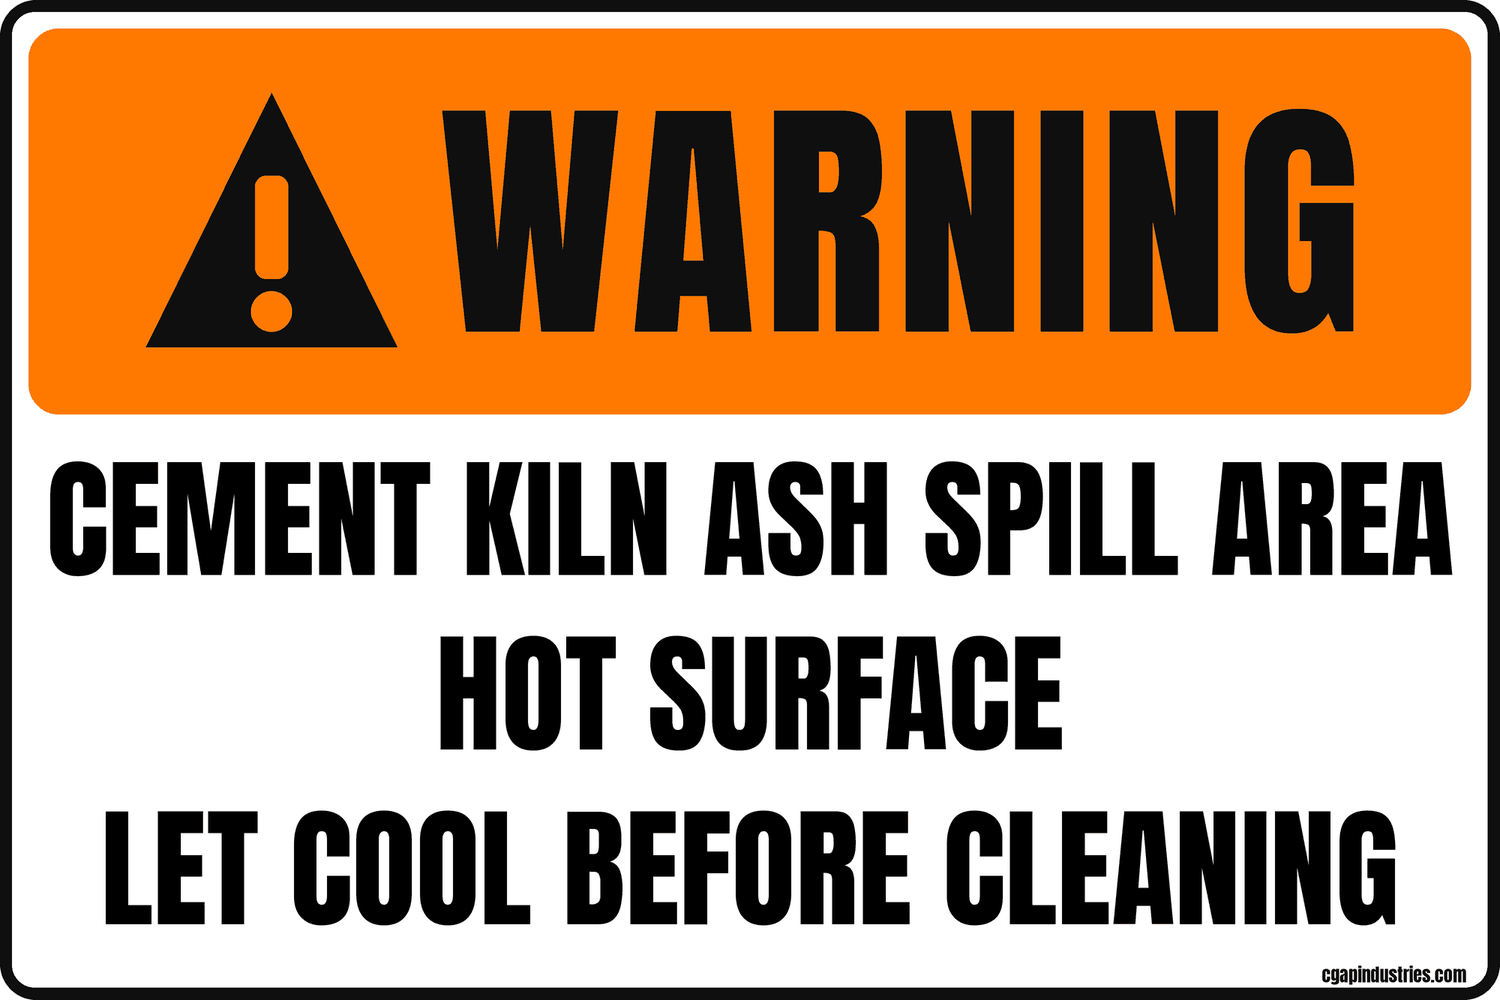 WARNING
CEMENT KILN ASH SPILL AREA
HOT SURFACE
LET COOL BEFORE CLEANING
cgapindustries.com